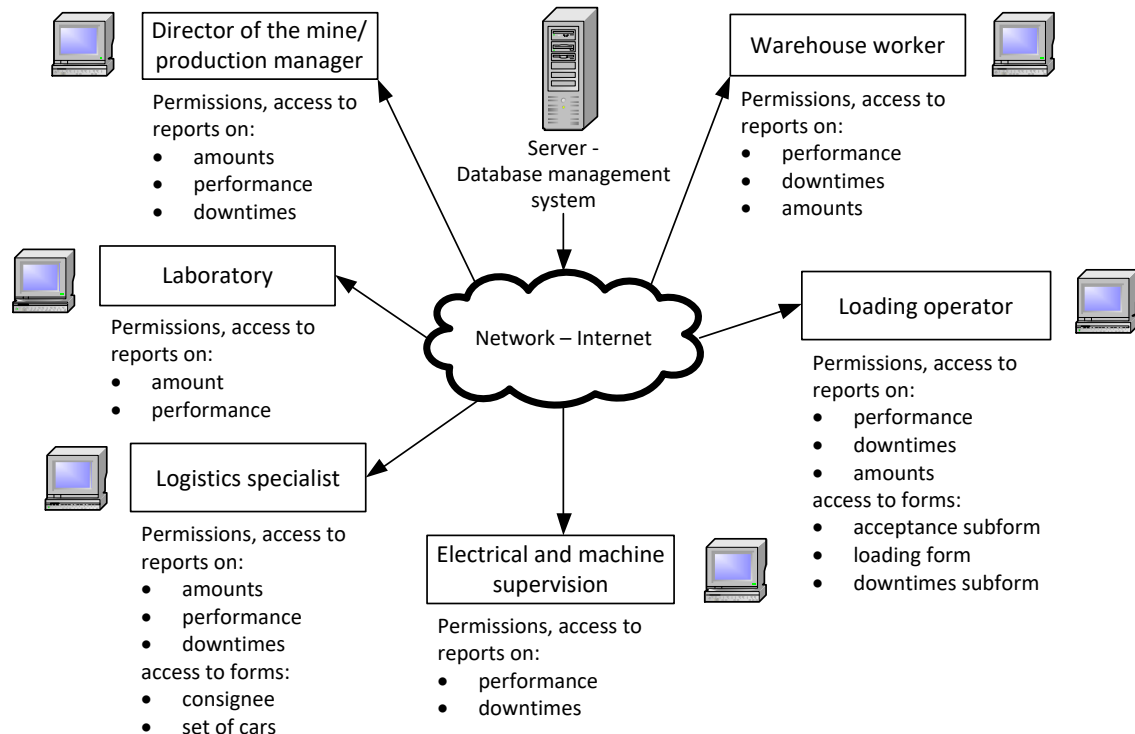 Director of the mine/
production manager
Permissions, access to
reports on:
• amounts
• performance
• downtimes
Server -
Database management
system
Warehouse worker
Permissions, access to
reports on:
• performance
• downtimes
• amounts
Laboratory
Permissions, access to
reports on:
• amount
• performance
Network – Internet
Loading operator
Permissions, access to
reports on:
• performance
• downtimes
• amounts
access to forms:
• acceptance subform
• loading form
• downtimes subform
Logistics specialist
Permissions, access to
reports on:
• amounts
• performance
• downtimes
access to forms:
• consignee
• set of cars
Electrical and machine
supervision
Permissions, access to
reports on:
• performance
• downtimes